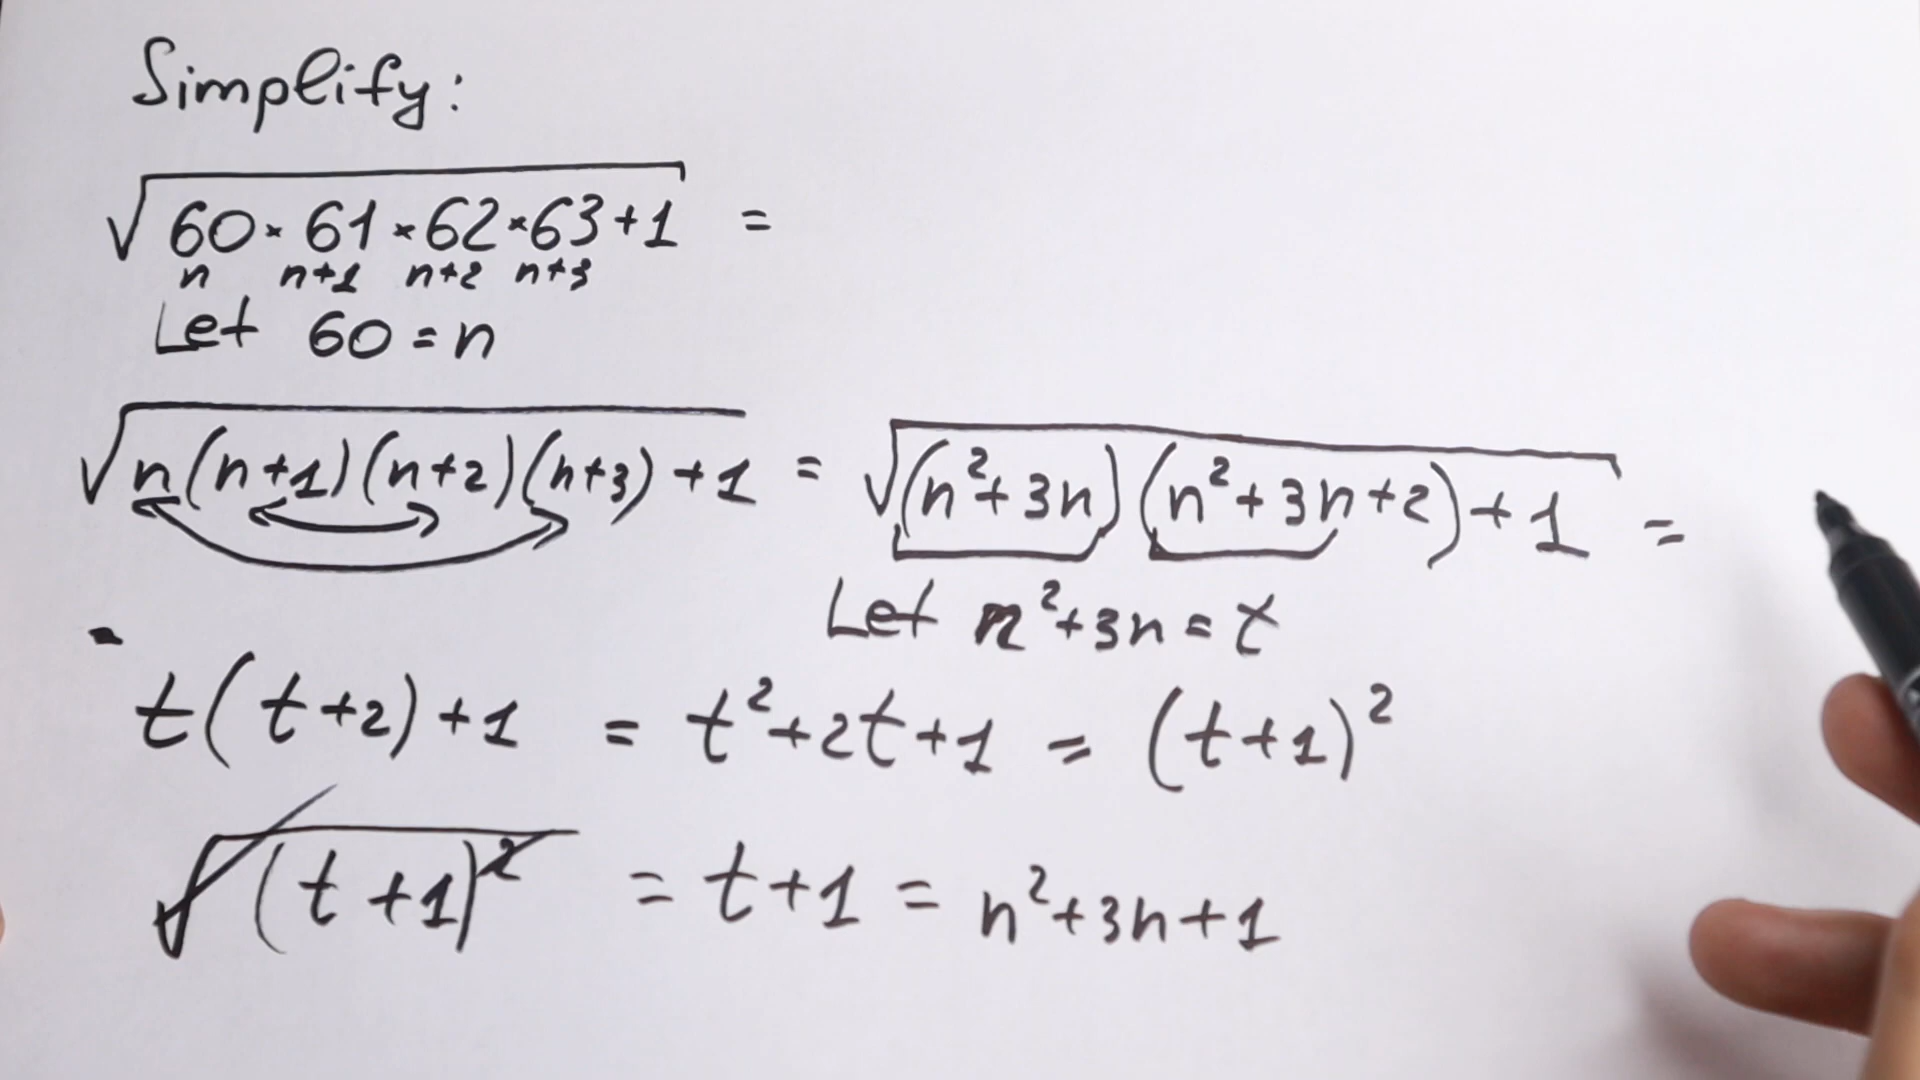 Simplify:
√(60·61×62×63+1) =
n n+1 n+2 n+3
Let 60=n
√(n(n+1)(n+2)(n+3)+1) = √((n²+3n)(n²+3n+2)+1) =
Let n²+3n=t
t(t+2)+1 = t²+2t+1 = (t+1)²
√(t+1)² = t+1 = n²+3n+1